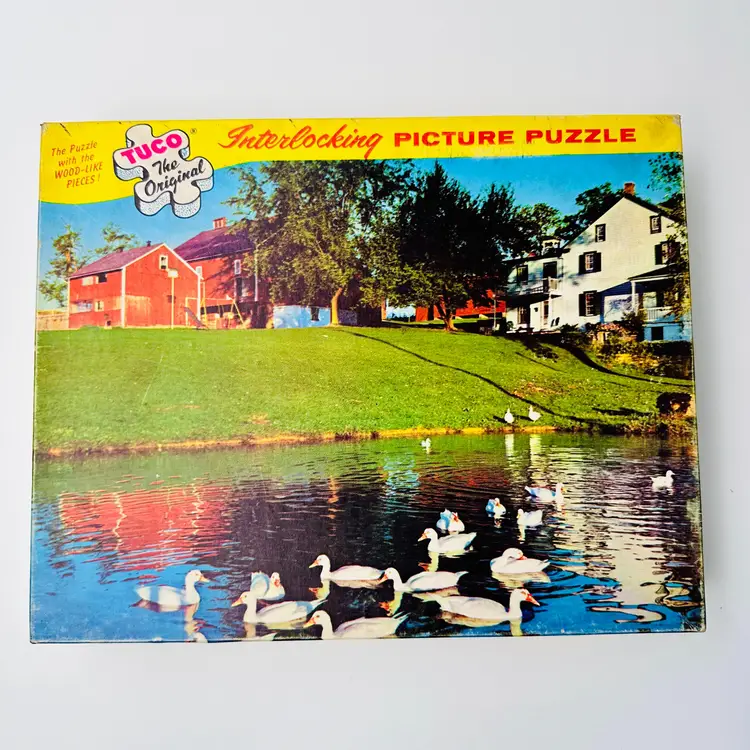 The Puzzle
with the
WOOD-LIKE
PIECES!
TUCO ®
The
Original
Interlocking PICTURE PUZZLE